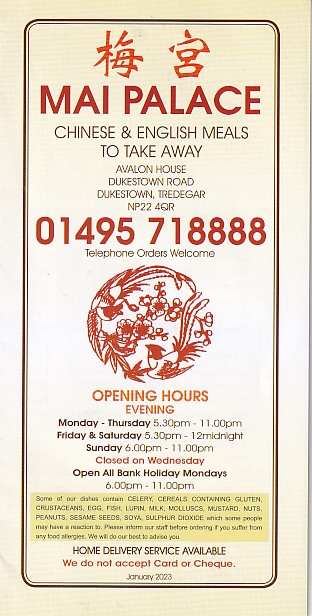 梅宮
MAI PALACE
CHINESE & ENGLISH MEALS
TO TAKE AWAY
AVALON HOUSE
DUKESTOWN ROAD
DUKESTOWN, TREDEGAR
NP22 4QR
01495 718888
Telephone Orders Welcome
OPENING HOURS
EVENING
Monday - Thursday 5.30pm - 11.00pm
Friday & Saturday 5.30pm - 12midnight
Sunday 6.00pm - 11.00pm
Closed on Wednesday
Open All Bank Holiday Mondays
6.00pm - 11.00pm
Some of our dishes contain CELERY, CEREALS CONTAINING GLUTEN,
CRUSTACEANS, EGG, FISH, LUPIN, MILK, MOLLUSCS, MUSTARD, NUTS,
PEANUTS, SESAME SEEDS, SOYA, SULPHUR DIOXIDE which some people
may have a reaction to. Please inform our staff before ordering if you suffer from
any food allergies. We will do our best to help you.
HOME DELIVERY SERVICE AVAILABLE
We do not accept Card or Cheque.
January 2023